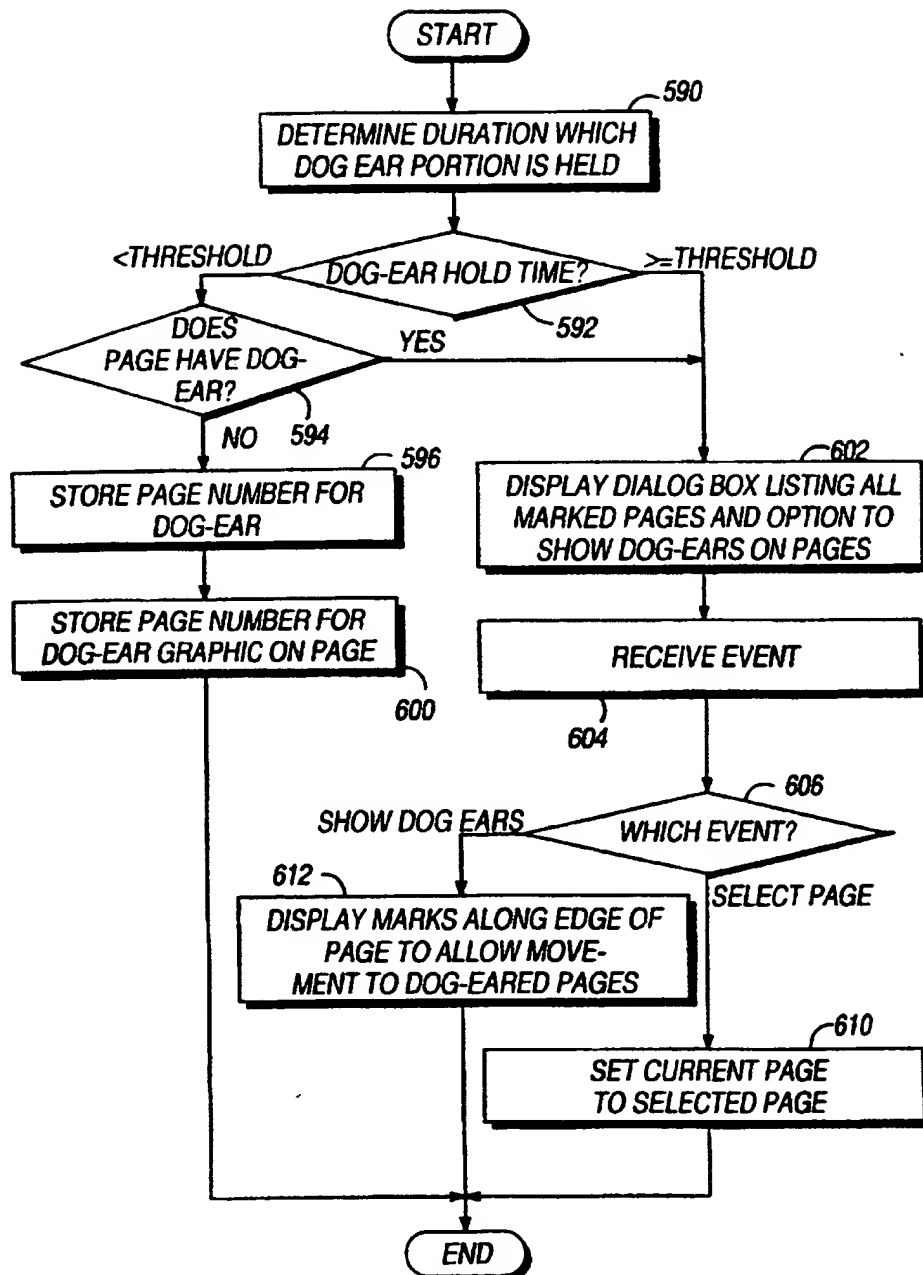 START
590
DETERMINE DURATION WHICH
DOG EAR PORTION IS HELD
<THRESHOLD
DOG-EAR HOLD TIME?
>=THRESHOLD
592
DOES
PAGE HAVE DOG-
EAR?
YES
594
NO
596
STORE PAGE NUMBER FOR
DOG-EAR
602
DISPLAY DIALOG BOX LISTING ALL
MARKED PAGES AND OPTION TO
SHOW DOG-EARS ON PAGES
STORE PAGE NUMBER FOR
DOG-EAR GRAPHIC ON PAGE
600
RECEIVE EVENT
604
606
SHOW DOG EARS
WHICH EVENT?
612
SELECT PAGE
DISPLAY MARKS ALONG EDGE OF
PAGE TO ALLOW MOVE-
MENT TO DOG-EARED PAGES
610
SET CURRENT PAGE
TO SELECTED PAGE
END